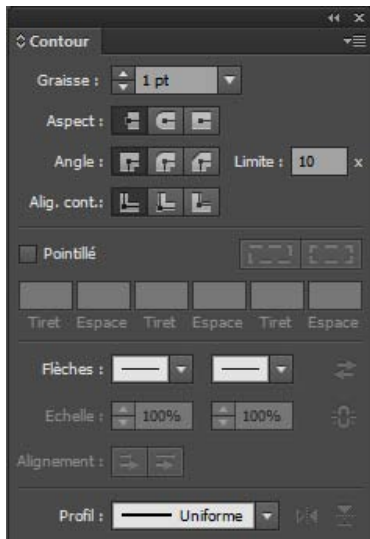 Contour
Graisse : 1 pt
Aspect :
Angle : Limite : 10 x
Alig. cont.:
Pointillé
Tiret Espace Tiret Espace Tiret Espace
Flèches :
Echelle : 100% 100%
Alignement :
Profil : Uniforme